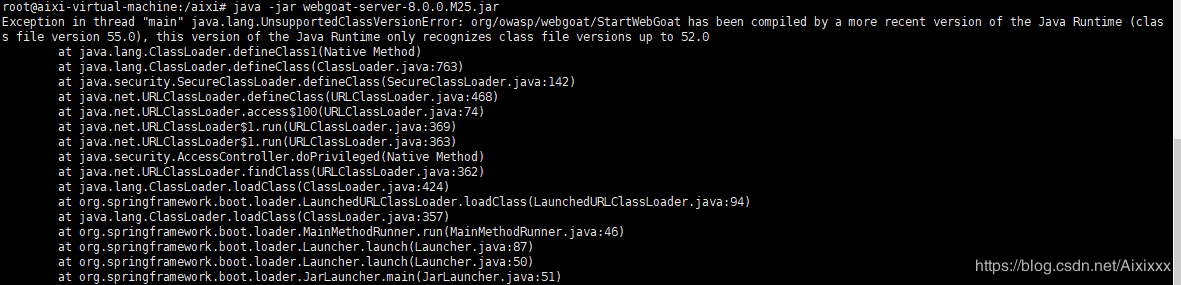 root@aixi-virtual-machine:/aixi# java -jar webgoat-server-8.0.0.M25.jar
Exception in thread "main" java.lang.UnsupportedClassVersionError: org/owasp/webgoat/StartWebGoat has been compiled by a more recent version of the Java Runtime (clas
s file version 55.0), this version of the Java Runtime only recognizes class file versions up to 52.0
at java.lang.ClassLoader.defineClass1(Native Method)
at java.lang.ClassLoader.defineClass(ClassLoader.java:763)
at java.security.SecureClassLoader.defineClass(SecureClassLoader.java:142)
at java.net.URLClassLoader.defineClass(URLClassLoader.java:468)
at java.net.URLClassLoader.access$100(URLClassLoader.java:74)
at java.net.URLClassLoader$1.run(URLClassLoader.java:369)
at java.net.URLClassLoader$1.run(URLClassLoader.java:363)
at java.security.AccessController.doPrivileged(Native Method)
at java.net.URLClassLoader.findClass(URLClassLoader.java:362)
at java.lang.ClassLoader.loadClass(ClassLoader.java:424)
at org.springframework.boot.loader.LaunchedURLClassLoader.loadClass(LaunchedURLClassLoader.java:94)
at java.lang.ClassLoader.loadClass(ClassLoader.java:357)
at org.springframework.boot.loader.MainMethodRunner.run(MainMethodRunner.java:46)
at org.springframework.boot.loader.Launcher.launch(Launcher.java:87)
at org.springframework.boot.loader.Launcher.launch(Launcher.java:50)
at org.springframework.boot.loader.JarLauncher.main(JarLauncher.java:51)
https://blog.csdn.net/Aixixxx